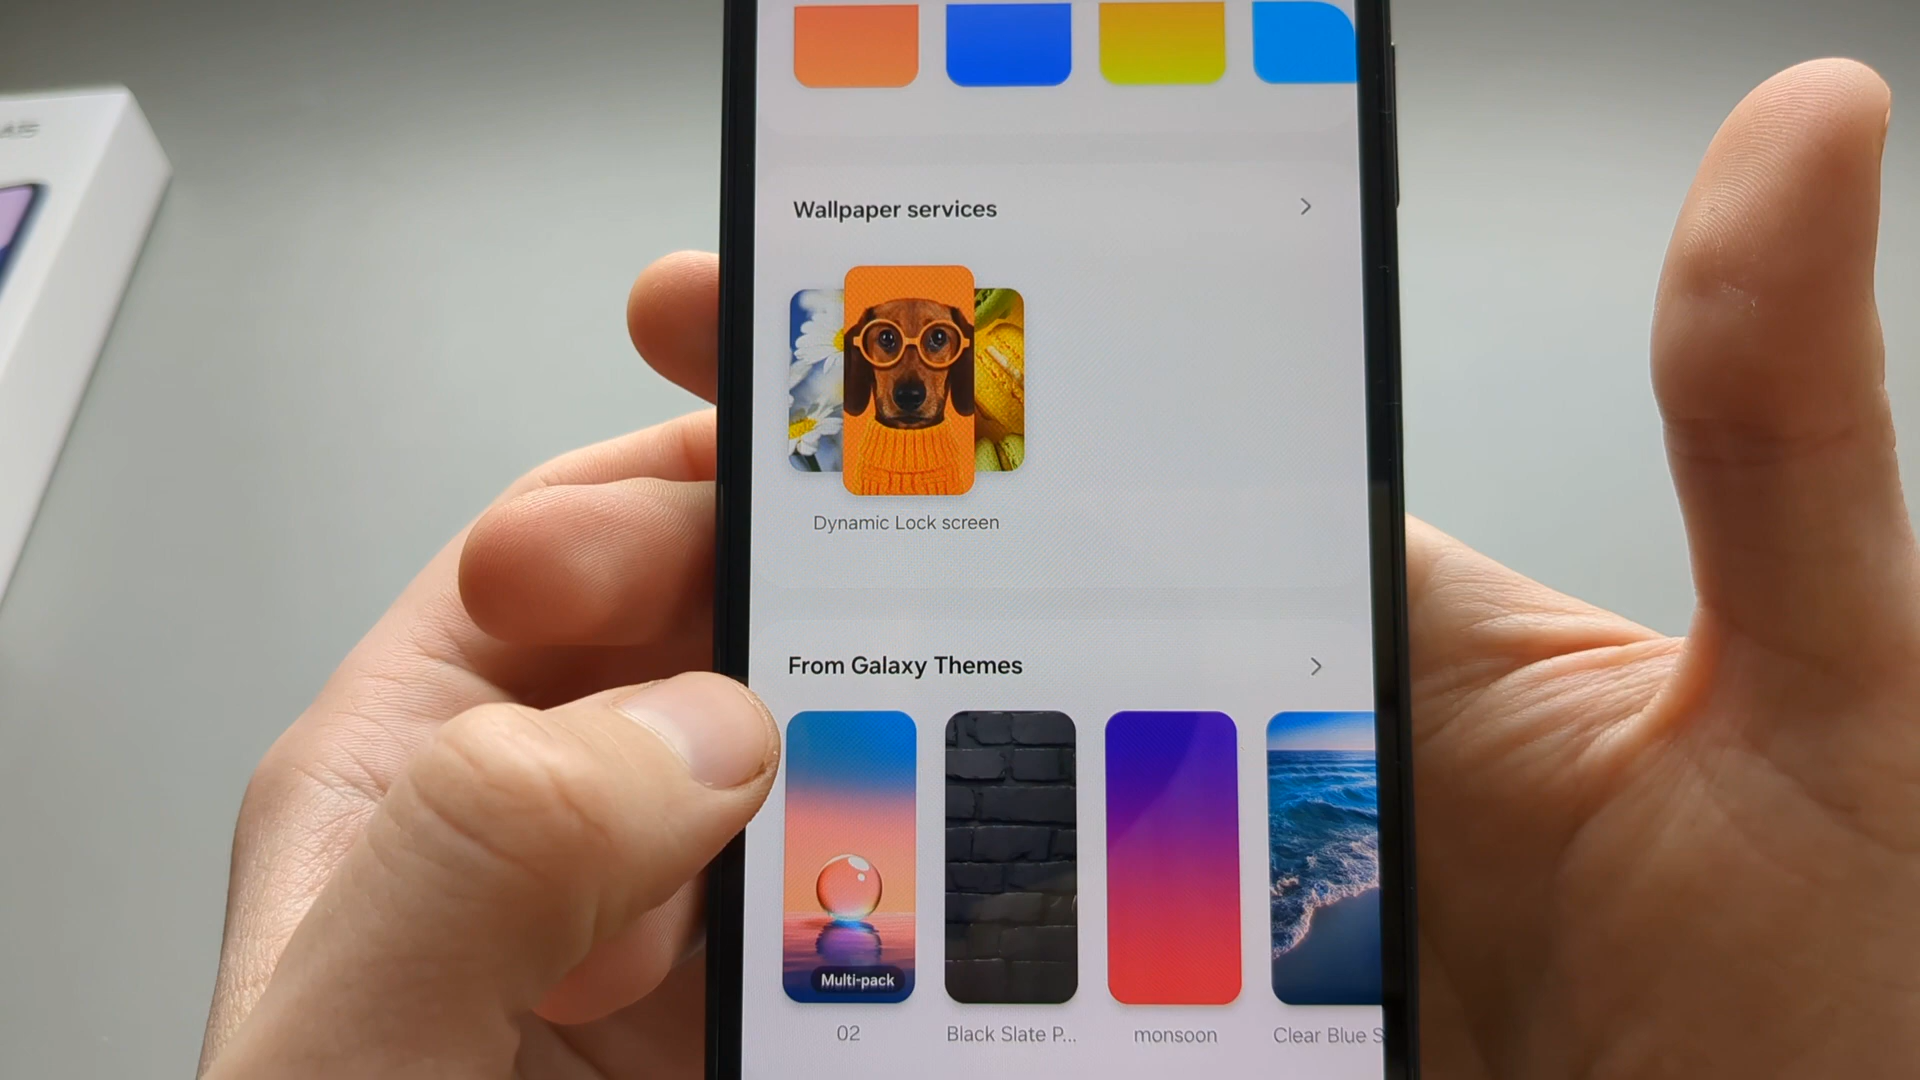 Wallpaper services
Dynamic Lock screen
From Galaxy Themes
Multi-pack
02
Black Slate P...
monsoon
Clear Blue S